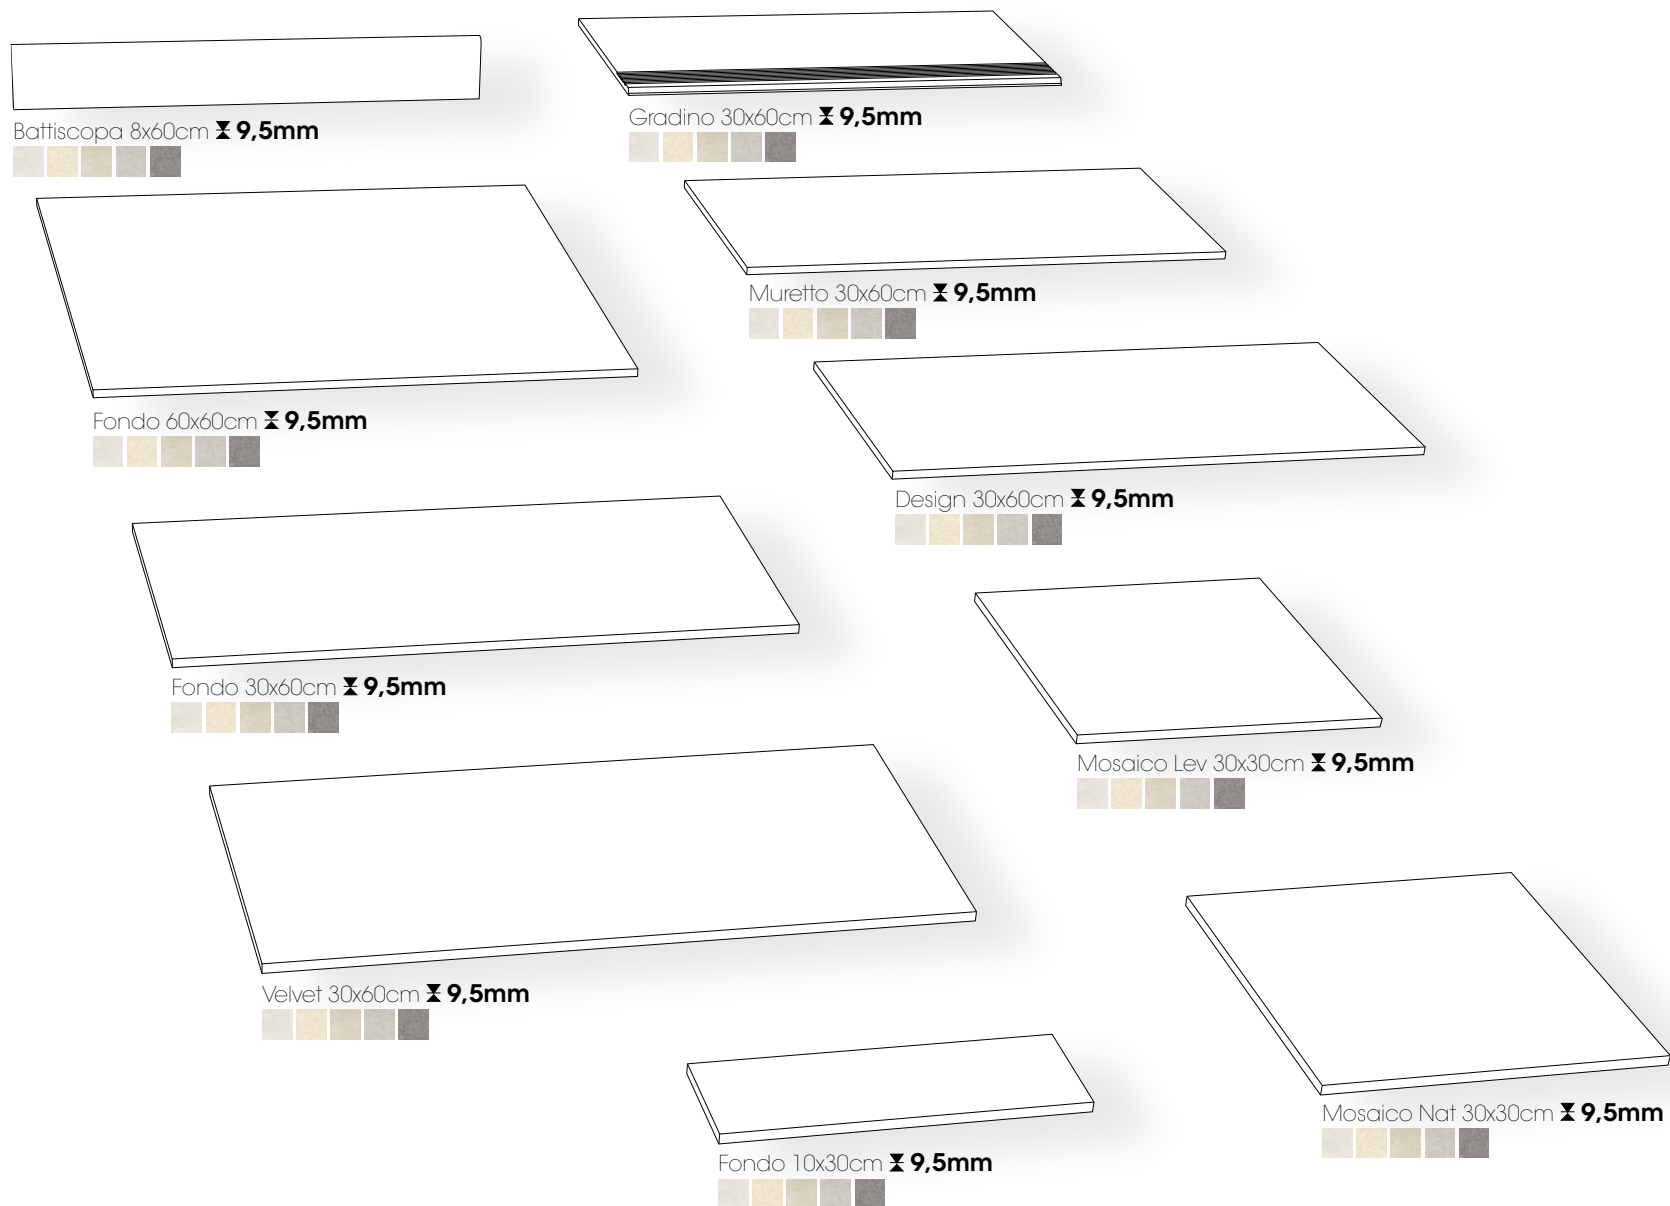 Battiscopa 8x60cm 9,5mm
Gradino 30x60cm 9,5mm
Muretto 30x60cm 9,5mm
Fondo 60x60cm 9,5mm
Design 30x60cm 9,5mm
Fondo 30x60cm 9,5mm
Mosaico Lev 30x30cm 9,5mm
Velvet 30x60cm 9,5mm
Mosaico Nat 30x30cm 9,5mm
Fondo 10x30cm 9,5mm